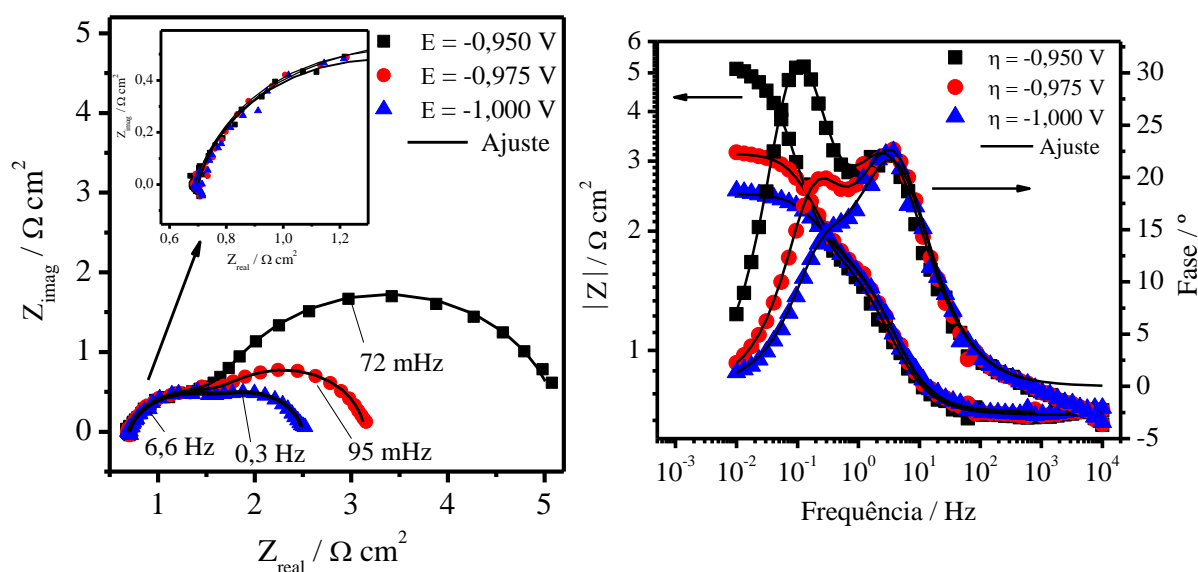 5
4
3
2
1
0
Z_imag / Ω cm²
1
2
3
4
5
Z_real / Ω cm²
E = -0,950 V
E = -0,975 V
E = -1,000 V
Ajuste
0,4
0,2
0,0
Z_imag / Ω cm²
0,6
0,8
1,0
1,2
Z_real / Ω cm²
72 mHz
6,6 Hz
0,3 Hz
95 mHz
6
5
4
3
2
1
|Z| / Ω cm²
η = -0,950 V
η = -0,975 V
η = -1,000 V
Ajuste
30
25
20
15
10
5
0
-5
Fase / º
10⁻³
10⁻²
10⁻¹
10⁰
10¹
10²
10³
10⁴
Frequência / Hz